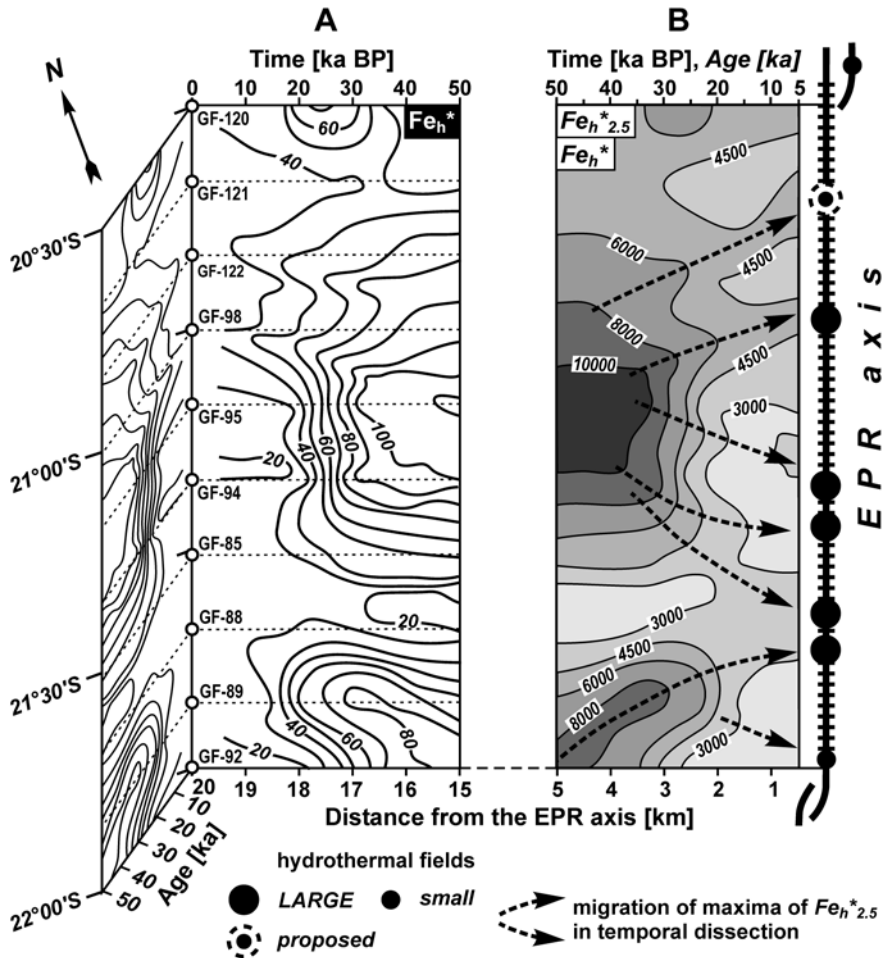 A
B
Time [ka BP]
Time [ka BP], Age [ka]
0 10 20 30 40 50
50 40 30 20 10 5
N
Feh*
Feh*2.5
Feh*
GF-120
GF-121
GF-122
GF-98
GF-95
GF-94
GF-85
GF-88
GF-89
GF-92
20°30'S
21°00'S
21°30'S
22°00'S
60
40
40
60
80
100
20
20
40
60
80
20
4500
6000
4500
8000
10000
4500
3000
3000
4500
6000
8000
3000
EPR axis
10
20
30
40
50
Age [ka]
20 19 18 17 16 15
5 4 3 2 1
Distance from the EPR axis [km]
hydrothermal fields
LARGE
small
proposed
migration of maxima of Feh*2.5
in temporal dissection